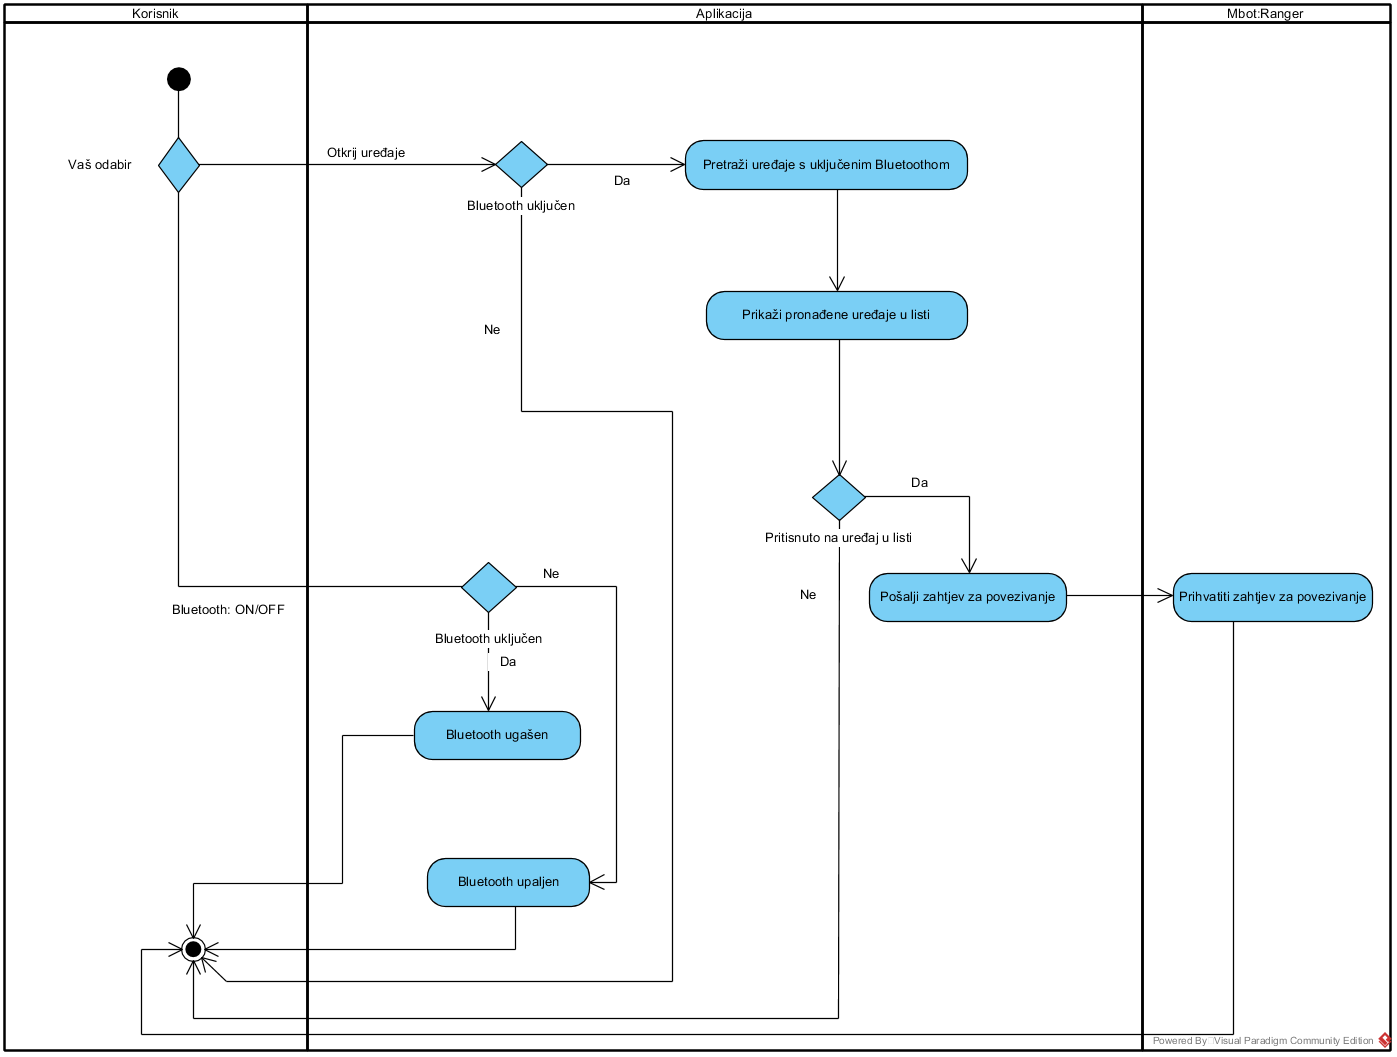 Korisnik
Aplikacija
Mbot:Ranger
Vaš odabir
Otkrij uređaje
Bluetooth uključen
Da
Pretraži uređaje s uključenim Bluetoothom
Prikaži pronađene uređaje u listi
Ne
Da
Pritisnuto na uređaj u listi
Ne
Pošalji zahtjev za povezivanje
Prihvatiti zahtjev za povezivanje
Bluetooth: ON/OFF
Ne
Bluetooth uključen
Da
Bluetooth ugašen
Bluetooth upaljen
Powered By Visual Paradigm Community Edition